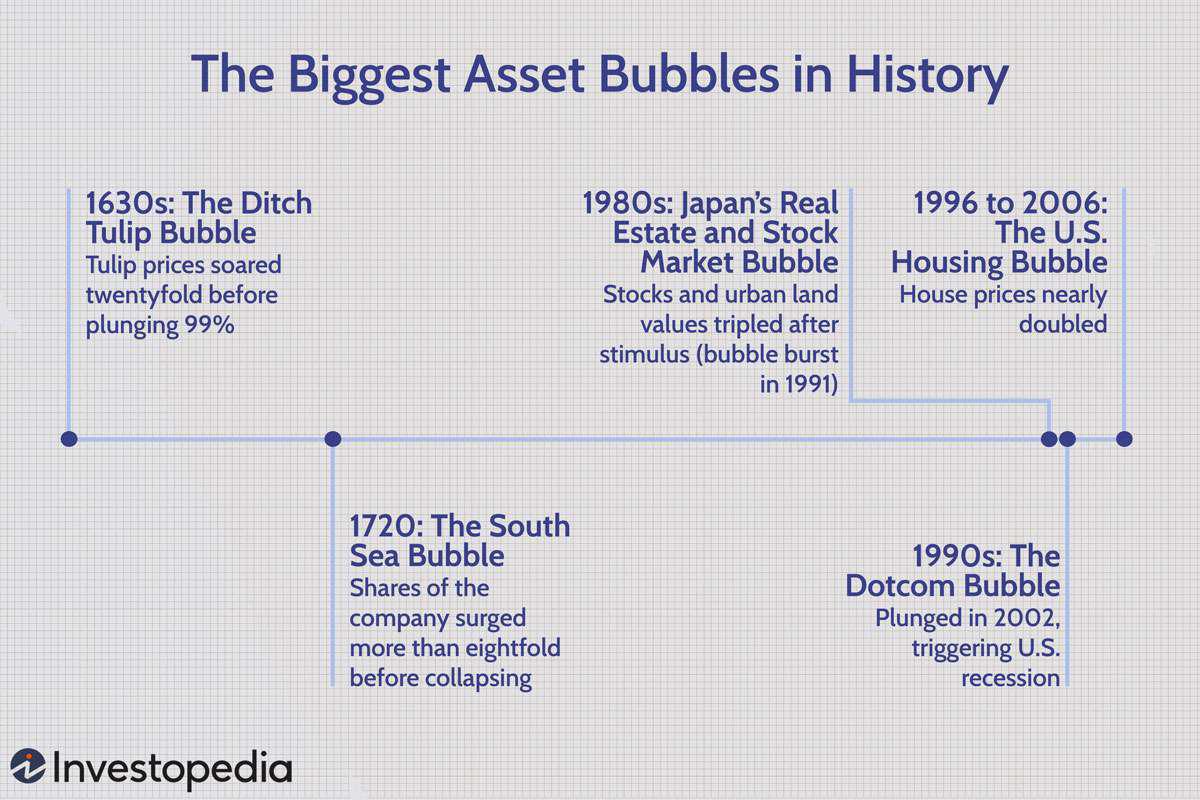 The Biggest Asset Bubbles in History
1630s: The Ditch
Tulip Bubble
Tulip prices soared
twentyfold before
plunging 99%
1980s: Japan's Real
Estate and Stock
Market Bubble
Stocks and urban land
values tripled after
stimulus (bubble burst
in 1991)
1996 to 2006:
The U.S.
Housing Bubble
House prices nearly
doubled
1720: The South
Sea Bubble
Shares of the
company surged
more than eightfold
before collapsing
1990s: The
Dotcom Bubble
Plunged in 2002,
triggering U.S.
recession
Investopedia